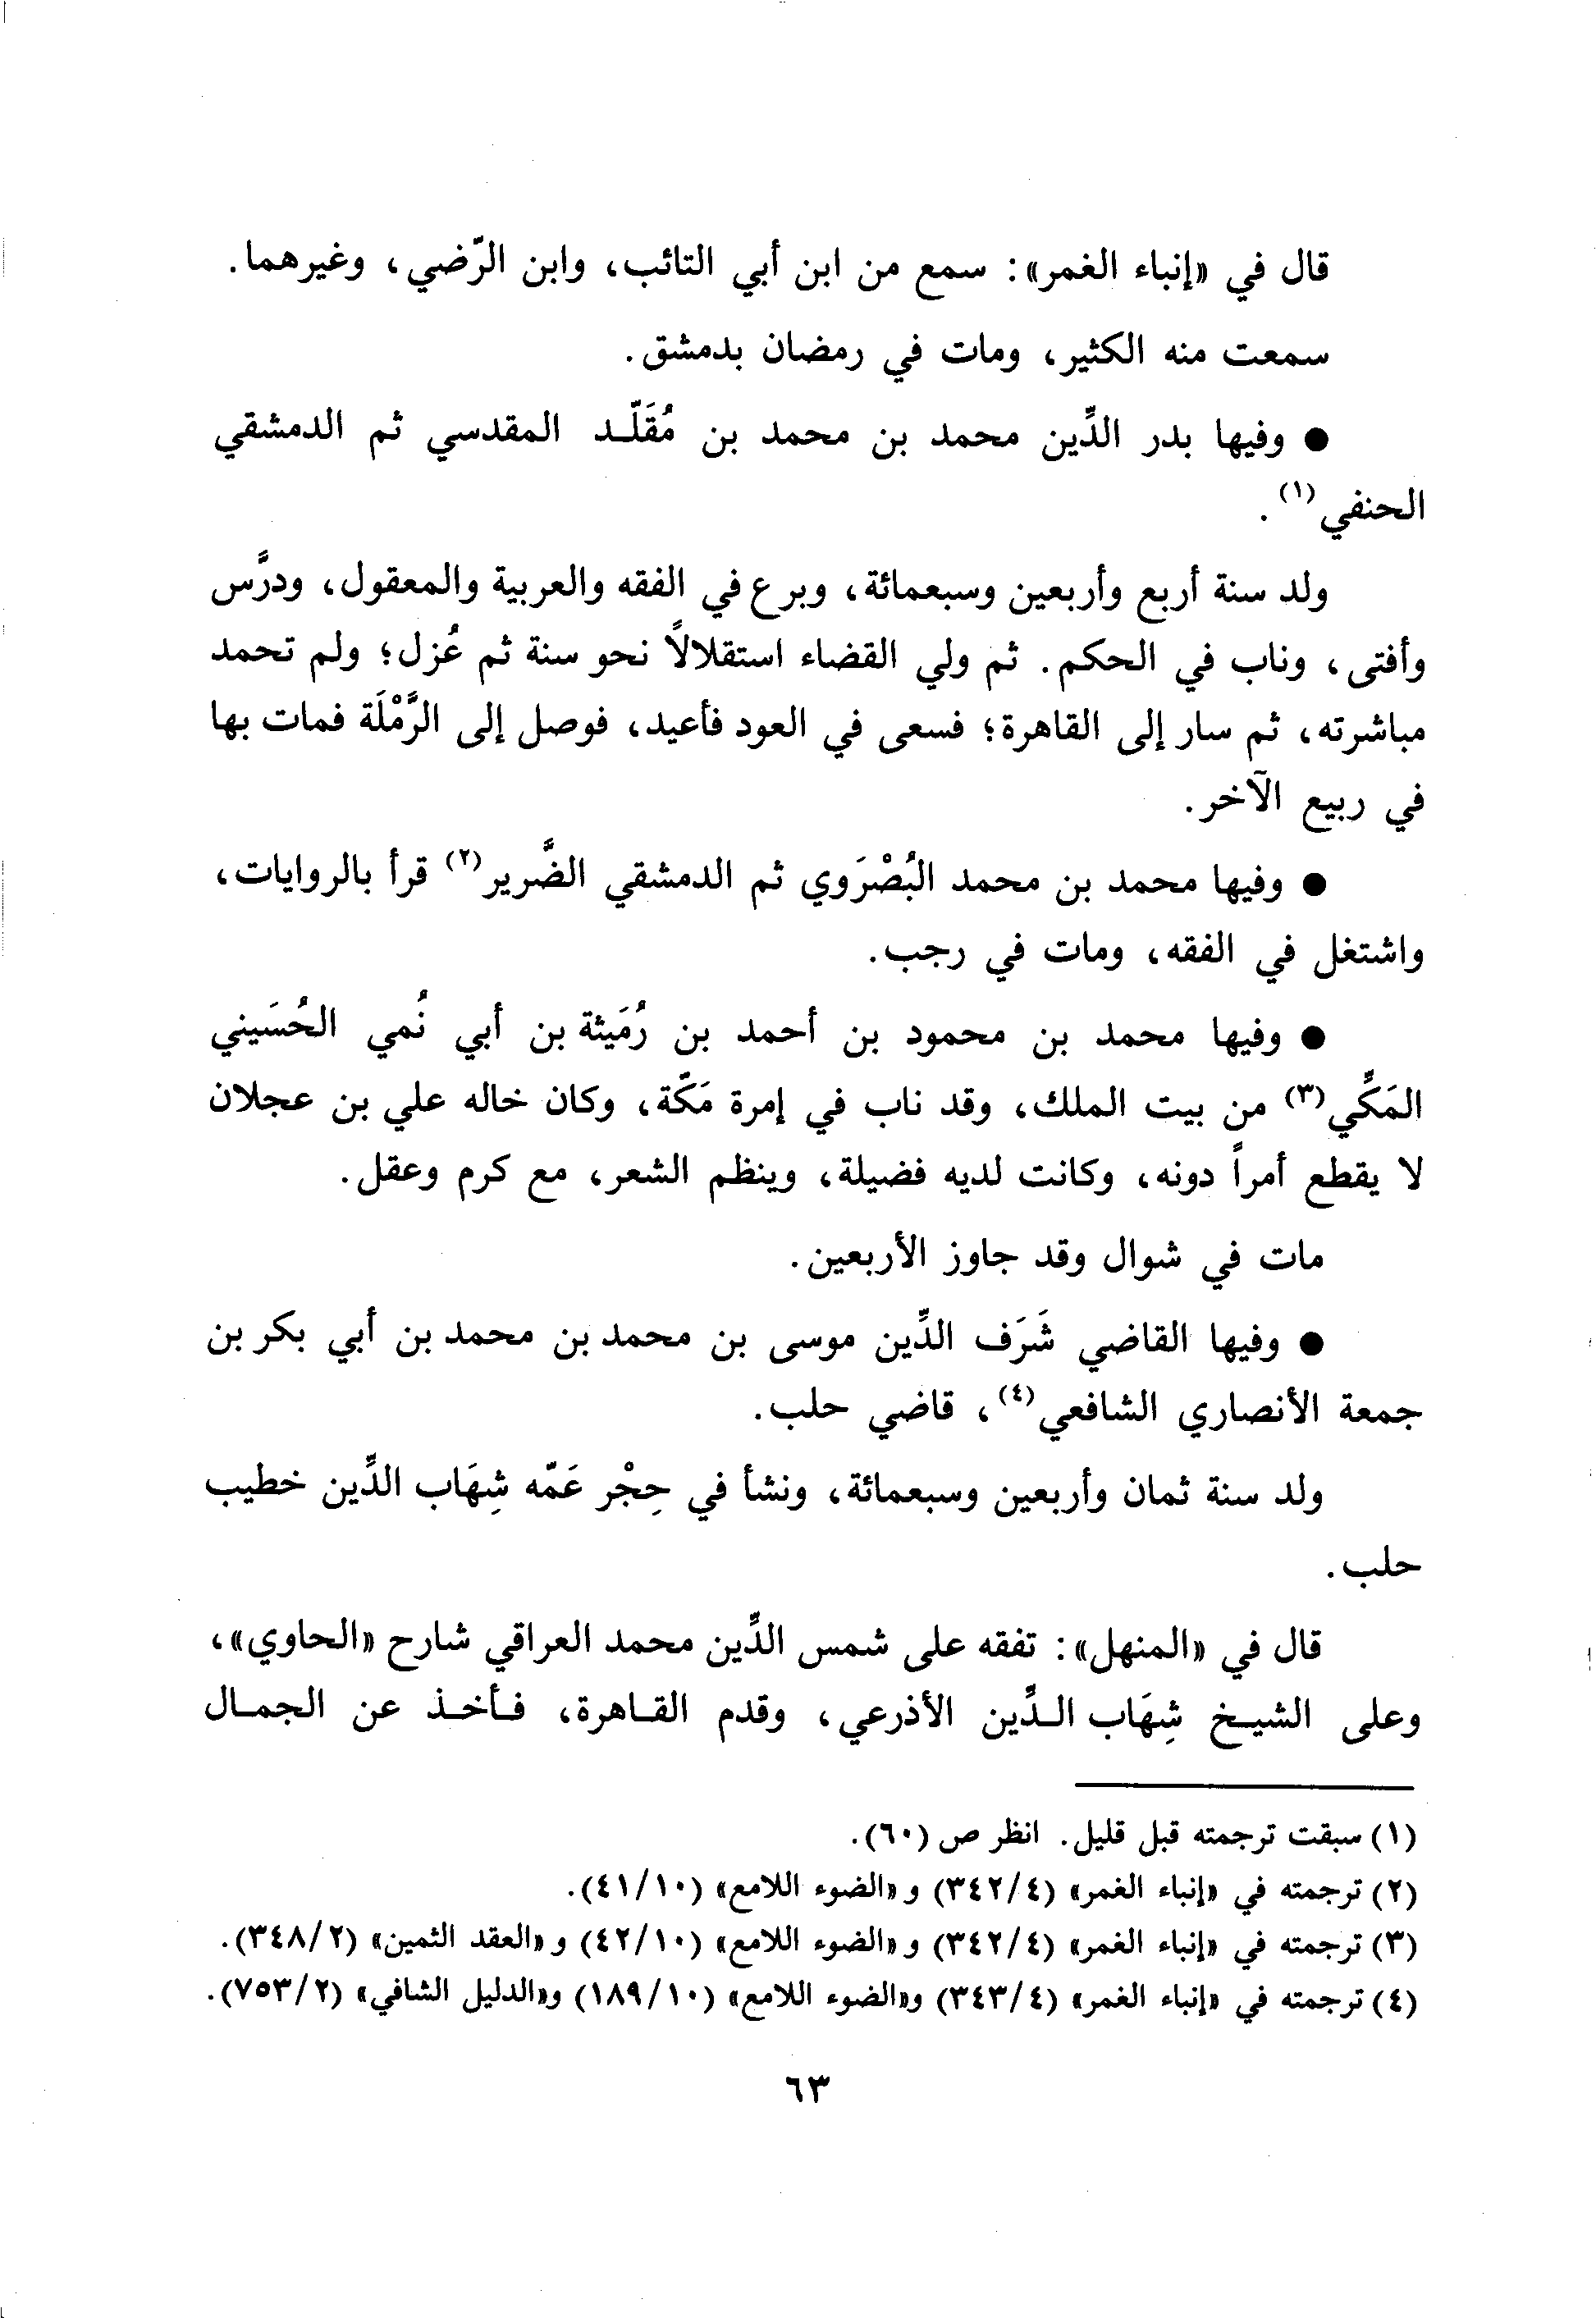 قال في «إنباء الغمر»: سمع من ابن أبي التائب، وابن الرّضي، وغيرهما.
سمعت منه الكثير، ومات في رمضان بدمشق.
● وفيها بدر الدِّين محمد بن محمد بن مُقَلّـد المقدسي ثم الدمشقي
الحنفي(١).
ولد سنة أربع وأربعين وسبعمائة، وبرع في الفقه والعربية والمعقول، ودرَّس
وأفتى، وناب في الحكم. ثم ولي القضاء استقلالاً نحو سنة ثم عُزل؛ ولم تحمد
مباشرته، ثم سار إلى القاهرة؛ فسعى في العود فأعيد، فوصل إلى الرَّمْلَة فمات بها
في ربيع الآخر.
● وفيها محمد بن محمد البُصْرَوي ثم الدمشقي الضَّرير(٢) قرأ بالروايات،
واشتغل في الفقه، ومات في رجب.
● وفيها محمد بن محمود بن أحمد بن رُمَيثة بن أبي نُمي الحُسَيني
المَكِّي(٣) من بيت الملك، وقد ناب في إمرة مَكّة، وكان خاله علي بن عجلان
لا يقطع أمراً دونه، وكانت لديه فضيلة، وينظم الشعر، مع كرم وعقل.
مات في شوال وقد جاوز الأربعين.
● وفيها القاضي شَرَف الدِّين موسى بن محمد بن محمد بن أبي بكر بن
جمعة الأنصاري الشافعي(٤)، قاضي حلب.
ولد سنة ثمان وأربعين وسبعمائة، ونشأ في حِجْر عَمّه شِهَاب الدِّين خطيب
حلب.
قال في «المنهل»: تفقه على شمس الدِّين محمد العراقي شارح «الحاوي»،
وعلى الشيـخ شِهَاب الـدِّين الأذرعي، وقدم القـاهرة، فـأخـذ عن الجمـال
(١) سبقت ترجمته قبل قليل. انظر ص (٦٠).
(٢) ترجمته في «إنباء الغمر» (٣٤٢/٤) و «الضوء اللامع» (٤١/١٠).
(٣) ترجمته في «إنباء الغمر» (٣٤٢/٤) و «الضوء اللامع» (٤٢/١٠) و «العقد الثمين» (٣٤٨/٢).
(٤) ترجمته في «إنباء الغمر» (٣٤٣/٤) و«الضوء اللامع» (١٨٩/١٠) و«الدليل الشافي» (٧٥٣/٢).
٦٣